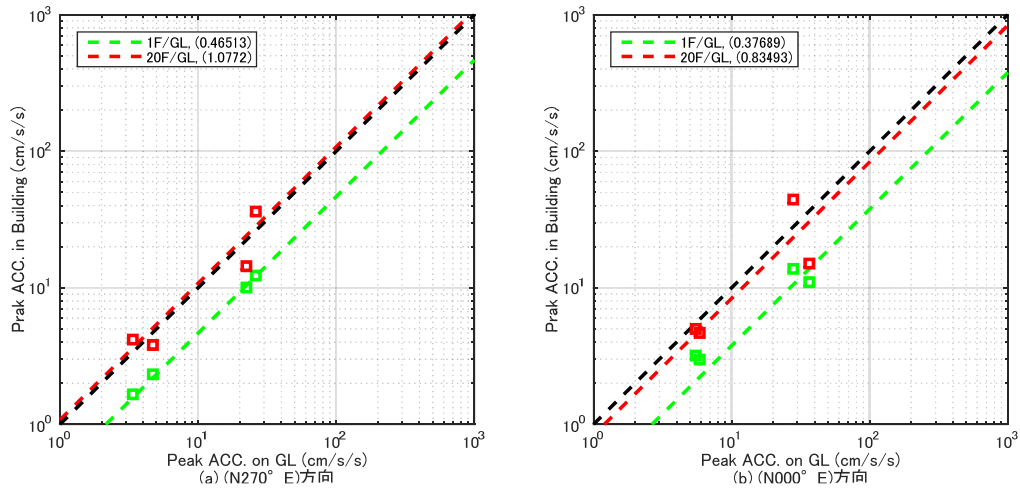 10³
10²
10¹
10⁰
Prak ACC. in Building (cm/s/s)
1F/GL, (0.46513)
20F/GL, (1.0772)
10⁰ 10¹ 10² 10³
Peak ACC. on GL (cm/s/s)
(a) (N270° E)方向
10³
10²
10¹
10⁰
Prak ACC. in Building (cm/s/s)
1F/GL, (0.37689)
20F/GL, (0.83493)
10⁰ 10¹ 10² 10³
Peak ACC. on GL (cm/s/s)
(b) (N000° E)方向